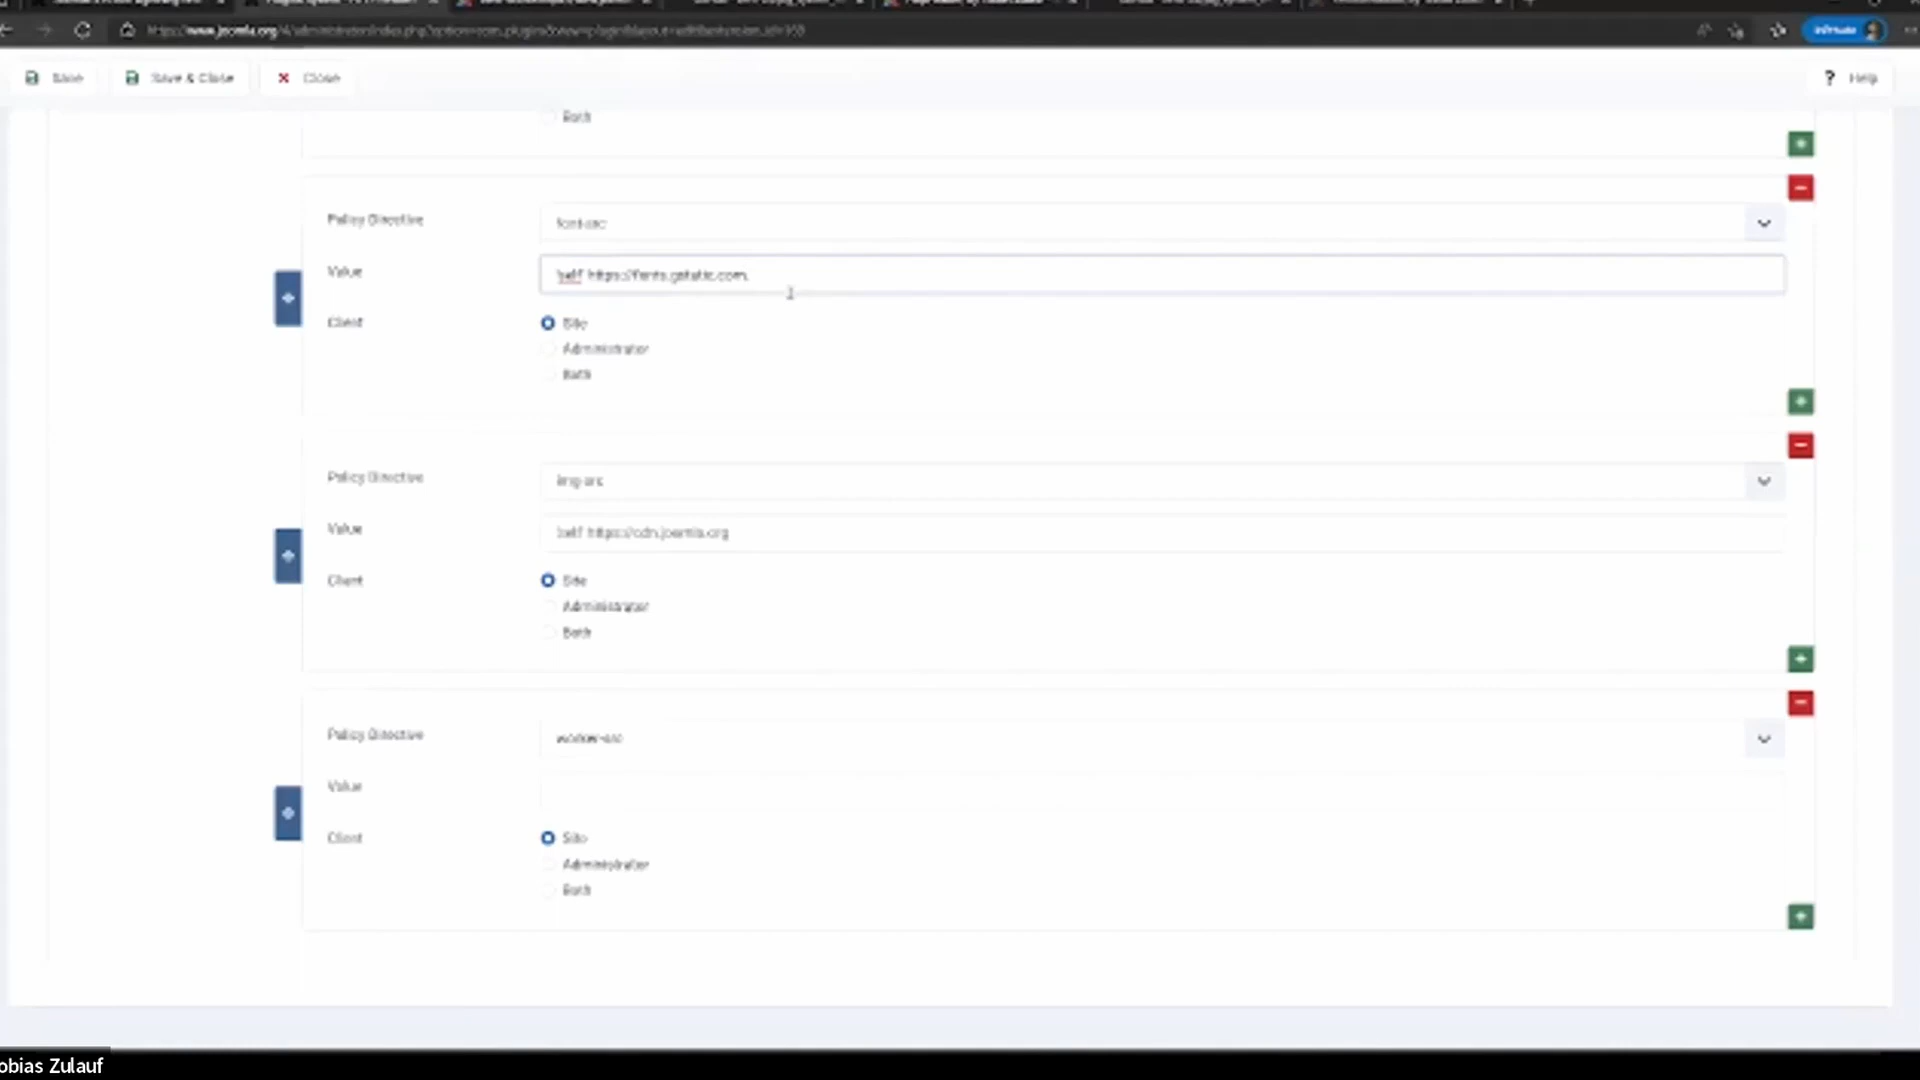 Save
Save & Close
Close
Help
Both
Policy Directive
font-src
Value
'self' https://fonts.gstatic.com
Client
Site
Administrator
Both
Policy Directive
img-src
Value
'self' https://cdn.joomla.org
Client
Site
Administrator
Both
Policy Directive
worker-src
Value
Client
Site
Administrator
Both
obias Zulauf